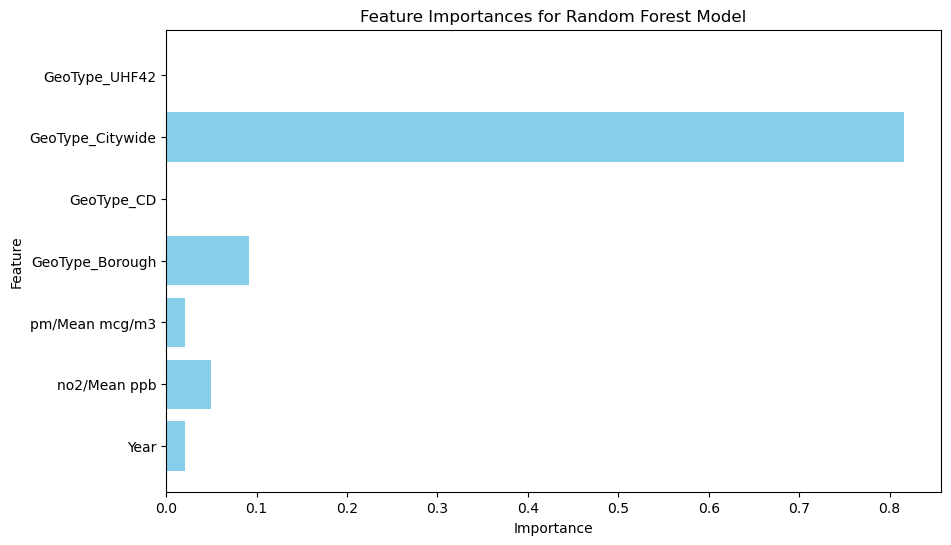 Feature Importances for Random Forest Model
GeoType_UHF42
GeoType_Citywide
GeoType_CD
GeoType_Borough
pm/Mean mcg/m3
no2/Mean ppb
Year
Feature
0.0 0.1 0.2 0.3 0.4 0.5 0.6 0.7 0.8
Importance